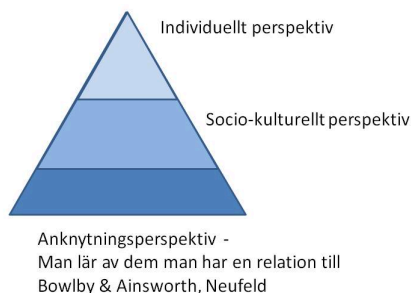 Individuellt perspektiv
Socio-kulturellt perspektiv
Anknytningsperspektiv -
Man lär av dem man har en relation till
Bowlby & Ainsworth, Neufeld